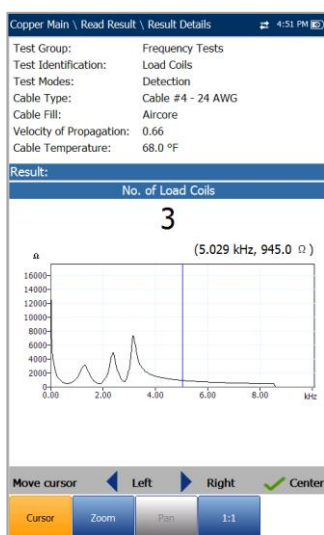 Copper Main \ Read Result \ Result Details 4:51 PM
Test Group: Frequency Tests
Test Identification: Load Coils
Test Modes: Detection
Cable Type: Cable #4 - 24 AWG
Cable Fill: Aircore
Velocity of Propagation: 0.66
Cable Temperature: 68.0 °F
Result:
No. of Load Coils
3
(5.029 kHz, 945.0 Ω )
Ω
16000
14000
12000
10000
8000
6000
4000
2000
0
0.00 2.00 4.00 6.00 8.00 kHz
Move cursor Left Right Center
Cursor Zoom Pan 1:1